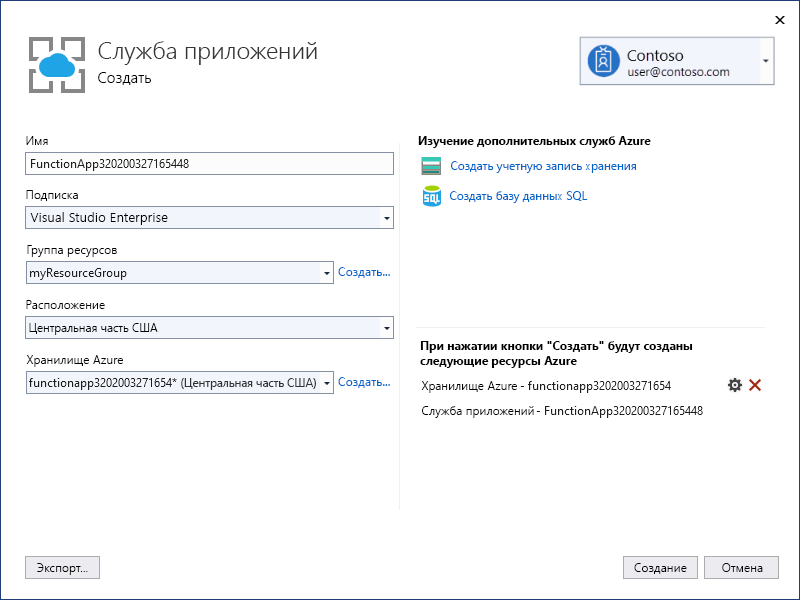 Служба приложений
Создать
Contoso
user@contoso.com
Имя
FunctionApp320200327165448
Подписка
Visual Studio Enterprise
Группа ресурсов
myResourceGroup
Создать...
Расположение
Центральная часть США
Хранилище Azure
functionapp3202003271654* (Центральная часть США)
Создать...
Изучение дополнительных служб Azure
Создать учетную запись хранения
SQL
Создать базу данных SQL
При нажатии кнопки "Создать" будут созданы
следующие ресурсы Azure
Хранилище Azure - functionapp3202003271654
Служба приложений - FunctionApp320200327165448
Экспорт...
Создание
Отмена